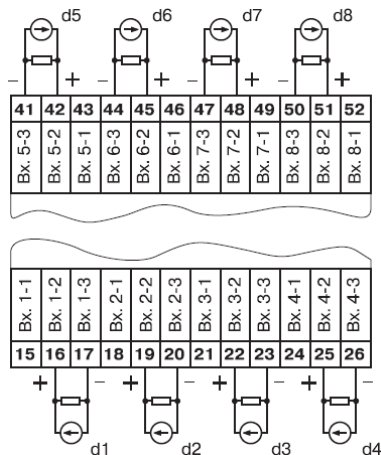 d5 d6 d7 d8
– + – + – + – +
41 42 43 44 45 46 47 48 49 50 51 52
Вх. 5-3 Вх. 5-2 Вх. 5-1 Вх. 6-3 Вх. 6-2 Вх. 6-1 Вх. 7-3 Вх. 7-2 Вх. 7-1 Вх. 8-3 Вх. 8-2 Вх. 8-1
Вх. 1-1 Вх. 1-2 Вх. 1-3 Вх. 2-1 Вх. 2-2 Вх. 2-3 Вх. 3-1 Вх. 3-2 Вх. 3-3 Вх. 4-1 Вх. 4-2 Вх. 4-3
15 16 17 18 19 20 21 22 23 24 25 26
+ – + – + – + –
d1 d2 d3 d4